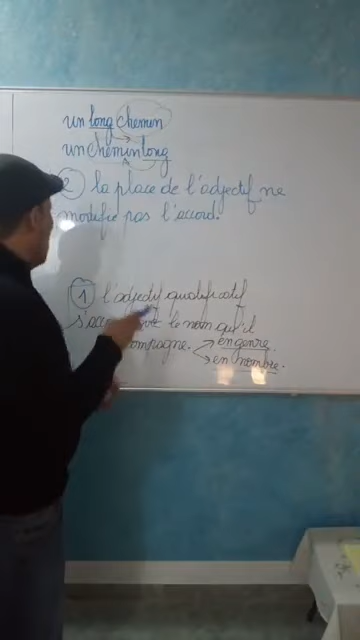 un long chemin
un chemin long
② la place de l'adjectif ne
modifie pas l'accord.
① l'adjectif qualificatif
le nom qu'il
en genre
en nombre.